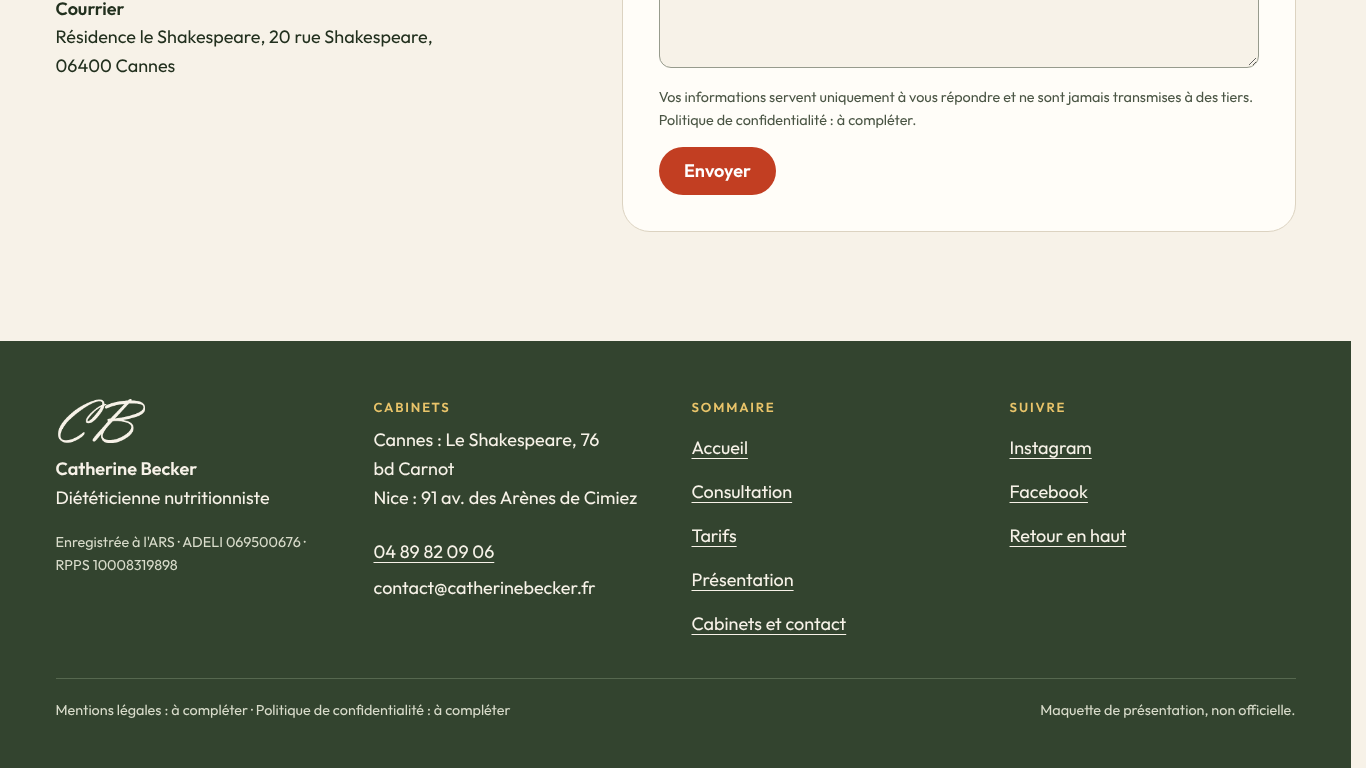 Courrier
Résidence le Shakespeare, 20 rue Shakespeare,
06400 Cannes
Vos informations servent uniquement à vous répondre et ne sont jamais transmises à des tiers.
Politique de confidentialité : à compléter.
Envoyer
CB
Catherine Becker
Diététicienne nutritionniste
Enregistrée à l'ARS · ADELI 069500676 ·
RPPS 10008319898
CABINETS
Cannes : Le Shakespeare, 76
bd Carnot
Nice : 91 av. des Arènes de Cimiez
04 89 82 09 06
contact@catherinebecker.fr
SOMMAIRE
Accueil
Consultation
Tarifs
Présentation
Cabinets et contact
SUIVRE
Instagram
Facebook
Retour en haut
Mentions légales : à compléter · Politique de confidentialité : à compléter
Maquette de présentation, non officielle.